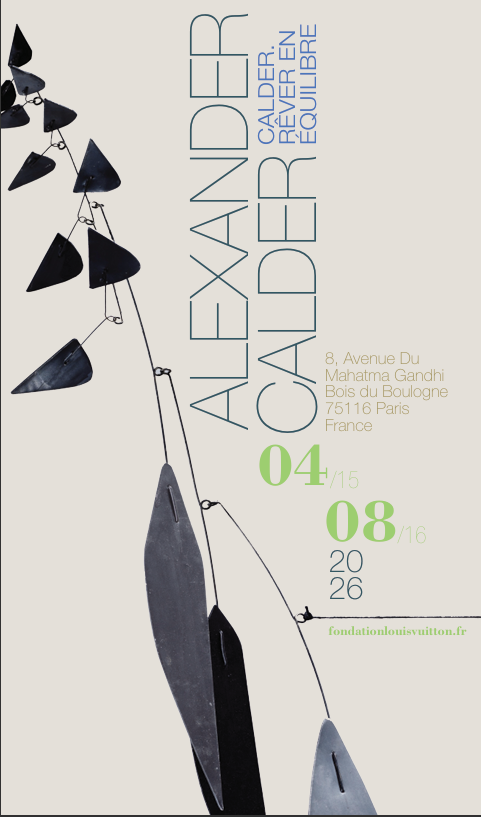 ALEXANDER
CALDER
CALDER.
RÊVER EN
ÉQUILIBRE
8, Avenue Du
Mahatma Gandhi
Bois du Boulogne
75116 Paris
France
04/15
08/16
20
26
fondationlouisvuitton.fr